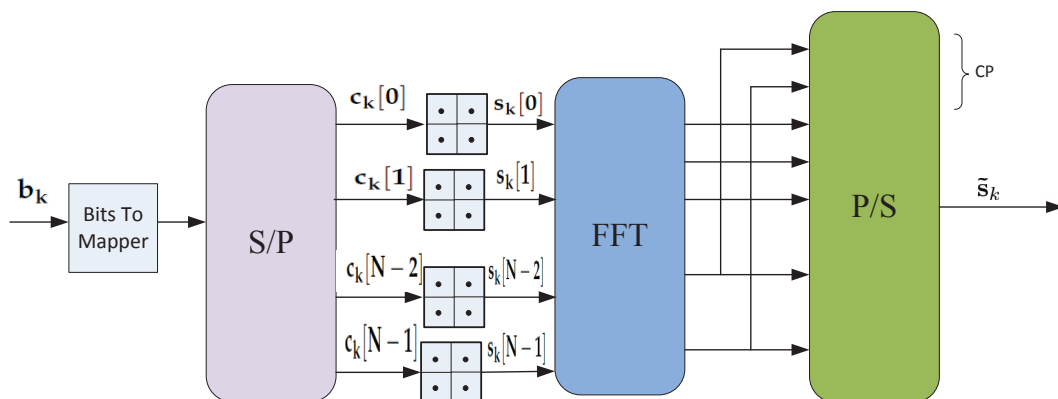 b_k
Bits To
Mapper
S/P
c_k[0]
s_k[0]
c_k[1]
s_k[1]
c_k[N−2]
s_k[N−2]
c_k[N−1]
s_k[N−1]
FFT
P/S
CP
s̃_k